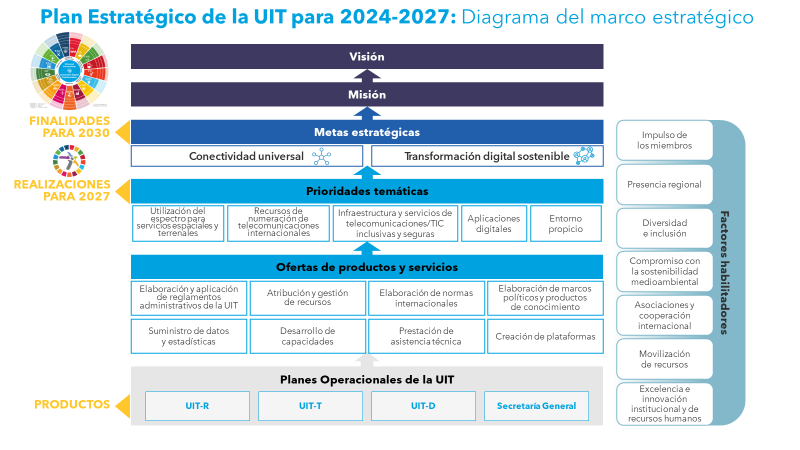 Plan Estratégico de la UIT para 2024-2027: Diagrama del marco estratégico
Visión
Misión
FINALIDADES
PARA 2030
Metas estratégicas
Conectividad universal
Transformación digital sostenible
REALIZACIONES
PARA 2027
Prioridades temáticas
Utilización del
espectro para
servicios espaciales y
terrenales
Recursos de
numeración de
telecomunicaciones
internacionales
Infraestructura y servicios de
telecomunicaciones/TIC
inclusivas y seguras
Aplicaciones
digitales
Entorno
propicio
Ofertas de productos y servicios
Elaboración y aplicación
de reglamentos
administrativos de la UIT
Atribución y gestión
de recursos
Elaboración de normas
internacionales
Elaboración de marcos
políticos y productos
de conocimiento
Suministro de datos
y estadísticas
Desarrollo de
capacidades
Prestación de
asistencia técnica
Creación de plataformas
Planes Operacionales de la UIT
PRODUCTOS
UIT-R
UIT-T
UIT-D
Secretaría General
Impulso de
los miembros
Presencia regional
Diversidad
e inclusión
Compromiso con
la sostenibilidad
medioambiental
Asociaciones y
cooperación
internacional
Movilización
de recursos
Excelencia e
innovación
institucional y de
recursos humanos
Factores habilitadores